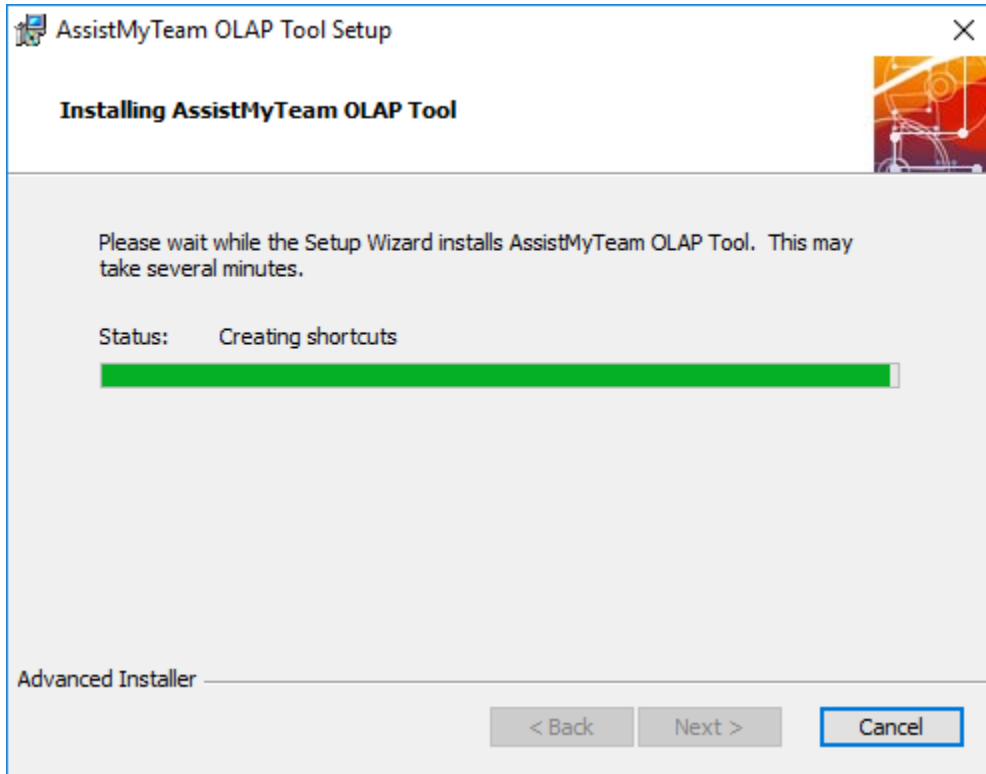 AssistMyTeam OLAP Tool Setup
Installing AssistMyTeam OLAP Tool
Please wait while the Setup Wizard installs AssistMyTeam OLAP Tool.  This may
take several minutes.
Status: Creating shortcuts
Advanced Installer
< Back Next > Cancel